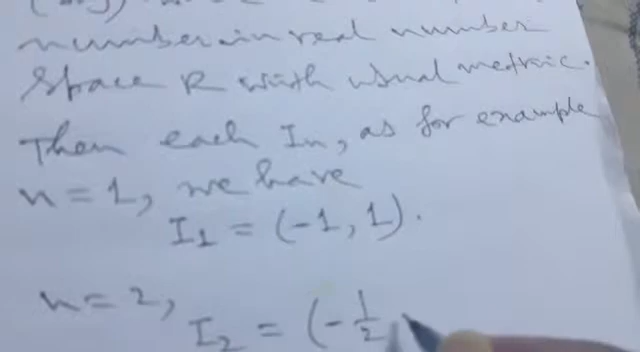 number in real number
space R with usual metric.
Then each In, as for example
n = 1, we have
I1 = (-1, 1).
n = 2,
I2 = (-1/2